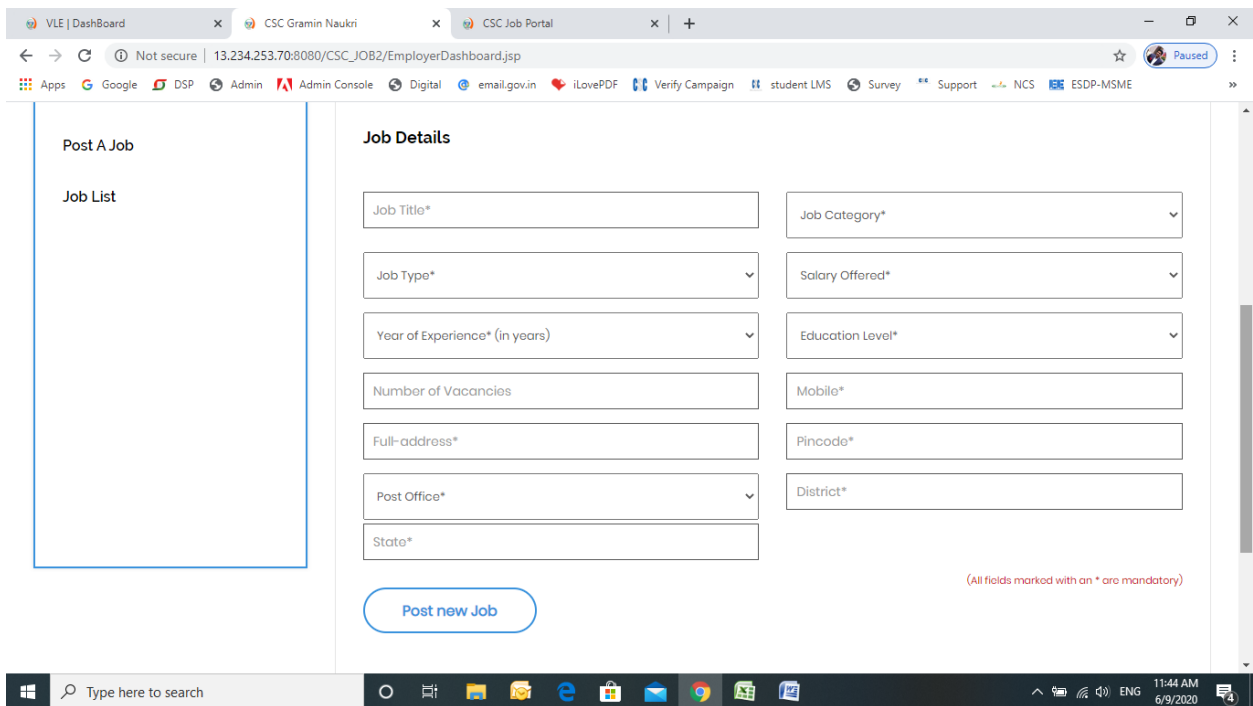 VLE | DashBoard
CSC Gramin Naukri
CSC Job Portal
Not secure | 13.234.253.70:8080/CSC_JOB2/EmployerDashboard.jsp
Paused
Apps Google DSP Admin Admin Console Digital email.gov.in iLovePDF Verify Campaign student LMS Survey Support NCS ESDP-MSME
Post A Job
Job List
Job Details
Job Title*
Job Category*
Job Type*
Salary Offered*
Year of Experience* (in years)
Education Level*
Number of Vacancies
Mobile*
Full-address*
Pincode*
Post Office*
District*
State*
(All fields marked with an * are mandatory)
Post new Job
Type here to search
ENG
11:44 AM
6/9/2020
4